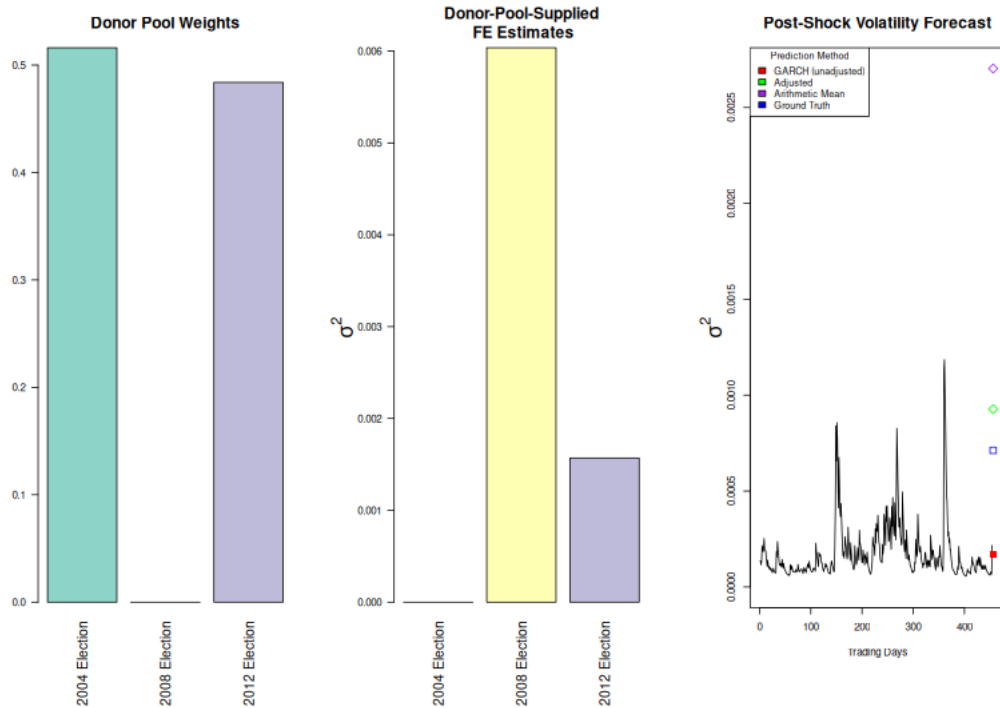 Donor Pool Weights
0.5
0.4
0.3
0.2
0.1
0.0
2004 Election
2008 Election
2012 Election
Donor-Pool-Supplied
FE Estimates
σ²
0.006
0.005
0.004
0.003
0.002
0.001
0.000
2004 Election
2008 Election
2012 Election
Post-Shock Volatility Forecast
Prediction Method
GARCH (unadjusted)
Adjusted
Arithmetic Mean
Ground Truth
σ²
0.0025
0.0020
0.0015
0.0010
0.0005
0.0000
0
100
200
300
400
Trading Days